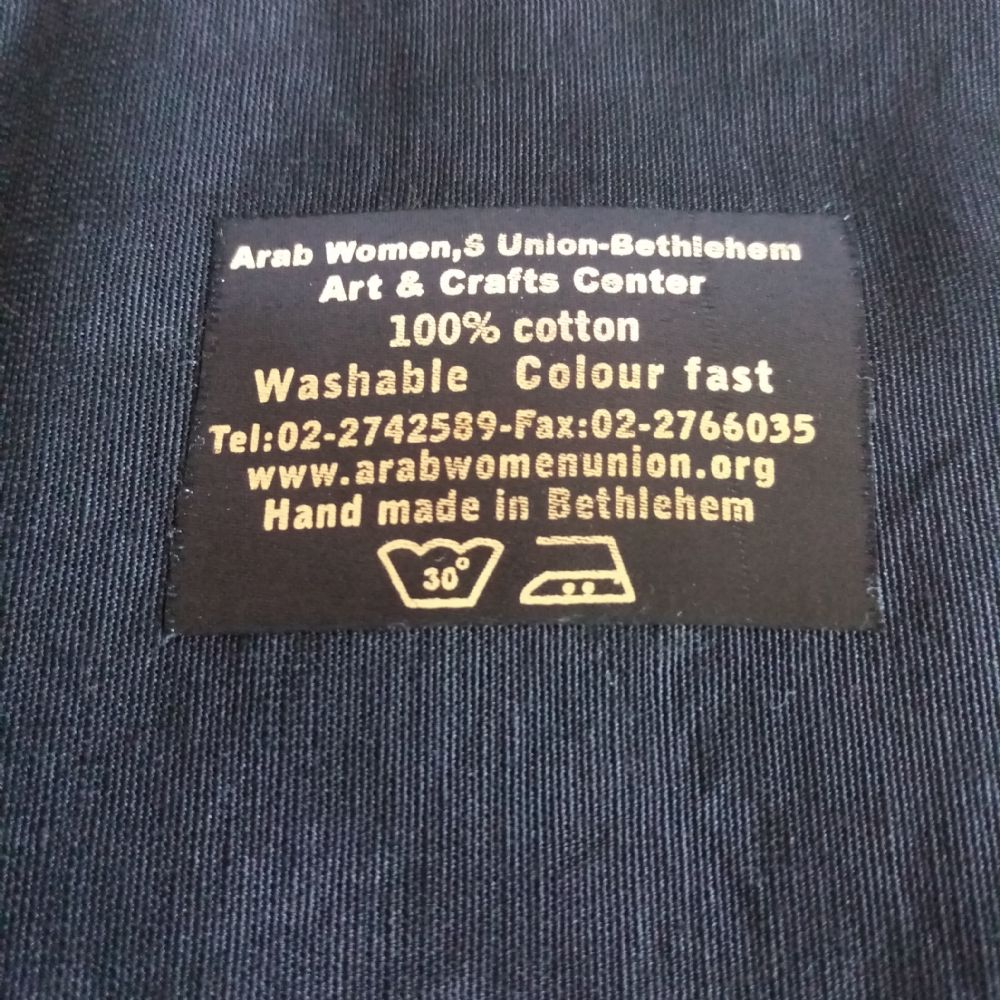 Arab Women,S Union-Bethlehem
Art & Crafts Center
100% cotton
Washable Colour fast
Tel:02-2742589-Fax:02-2766035
www.arabwomenunion.org
Hand made in Bethlehem
30°